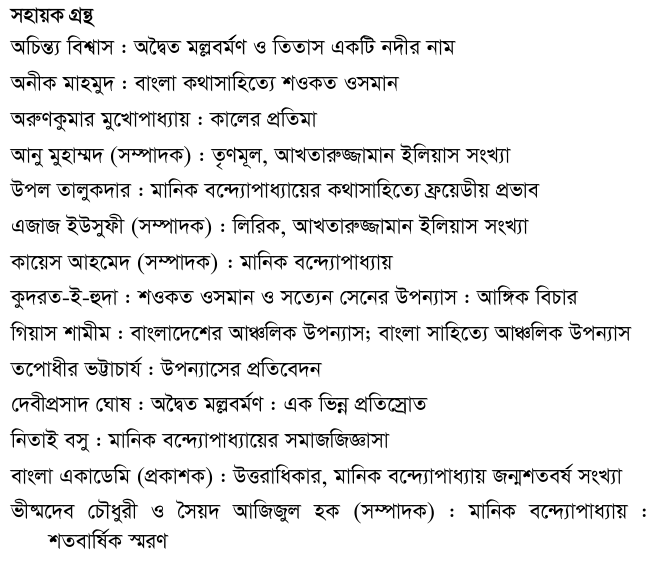 সহায়ক গ্রন্থ
অচিন্ত্য বিশ্বাস : অদ্বৈত মল্লবর্মণ ও তিতাস একটি নদীর নাম
অনীক মাহমুদ : বাংলা কথাসাহিত্যে শওকত ওসমান
অরুণকুমার মুখোপাধ্যায় : কালের প্রতিমা
আনু মুহাম্মদ (সম্পাদক) : তৃণমূল, আখতারুজ্জামান ইলিয়াস সংখ্যা
উপল তালুকদার : মানিক বন্দ্যোপাধ্যায়ের কথাসাহিত্যে ফ্রয়েডীয় প্রভাব
এজাজ ইউসুফী (সম্পাদক) : লিরিক, আখতারুজ্জামান ইলিয়াস সংখ্যা
কায়েস আহমেদ (সম্পাদক) : মানিক বন্দ্যোপাধ্যায়
কুদরত-ই-হুদা : শওকত ওসমান ও সত্যেন সেনের উপন্যাস : আঙ্গিক বিচার
গিয়াস শামীম : বাংলাদেশের আঞ্চলিক উপন্যাস; বাংলা সাহিত্যে আঞ্চলিক উপন্যাস
তপোধীর ভট্টাচার্য : উপন্যাসের প্রতিবেদন
দেবীপ্রসাদ ঘোষ : অদ্বৈত মল্লবর্মণ : এক ভিন্ন প্রতিস্রোত
নিতাই বসু : মানিক বন্দ্যোপাধ্যায়ের সমাজজিজ্ঞাসা
বাংলা একাডেমি (প্রকাশক) : উত্তরাধিকার, মানিক বন্দ্যোপাধ্যায় জন্মশতবর্ষ সংখ্যা
ভীষ্মদেব চৌধুরী ও সৈয়দ আজিজুল হক (সম্পাদক) : মানিক বন্দ্যোপাধ্যায় :
শতবার্ষিক স্মরণ